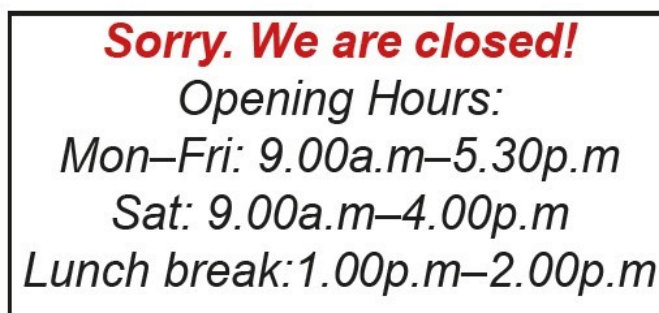 Sorry. We are closed!
Opening Hours:
Mon–Fri: 9.00a.m–5.30p.m
Sat: 9.00a.m–4.00p.m
Lunch break:1.00p.m–2.00p.m